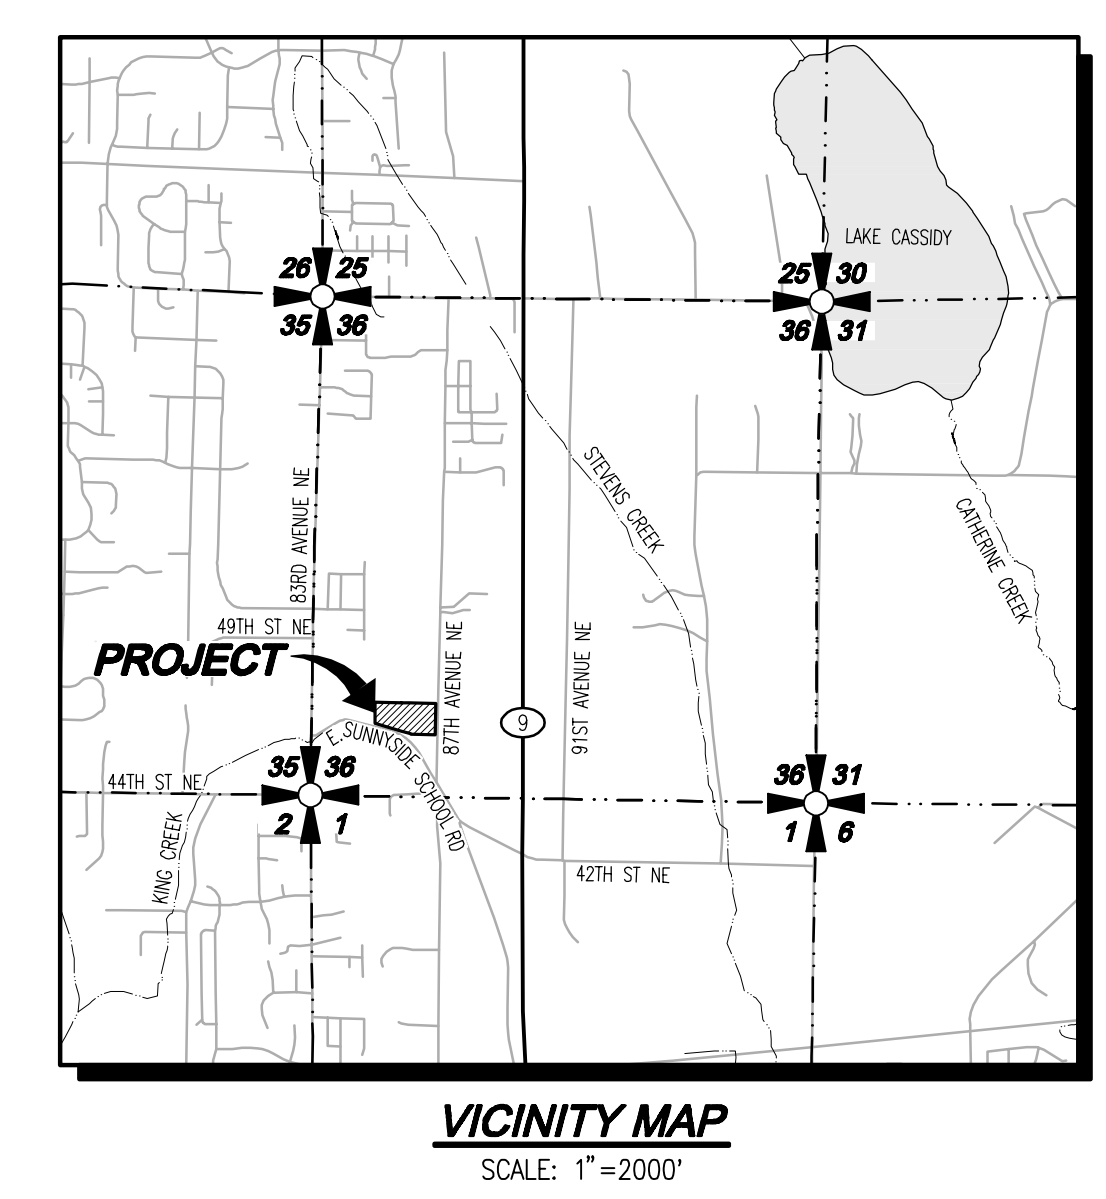 LAKE CASSIDY
26 25
35 36
25 30
36 31
STEVENS CREEK
83RD AVENUE NE
CATHERINE CREEK
49TH ST NE
PROJECT
87TH AVENUE NE
91ST AVENUE NE
9
E.SUNNYSIDE SCHOOL RD
44TH ST NE
35 36
2 1
36 31
1 6
KING CREEK
42TH ST NE
VICINITY MAP
SCALE: 1"=2000'